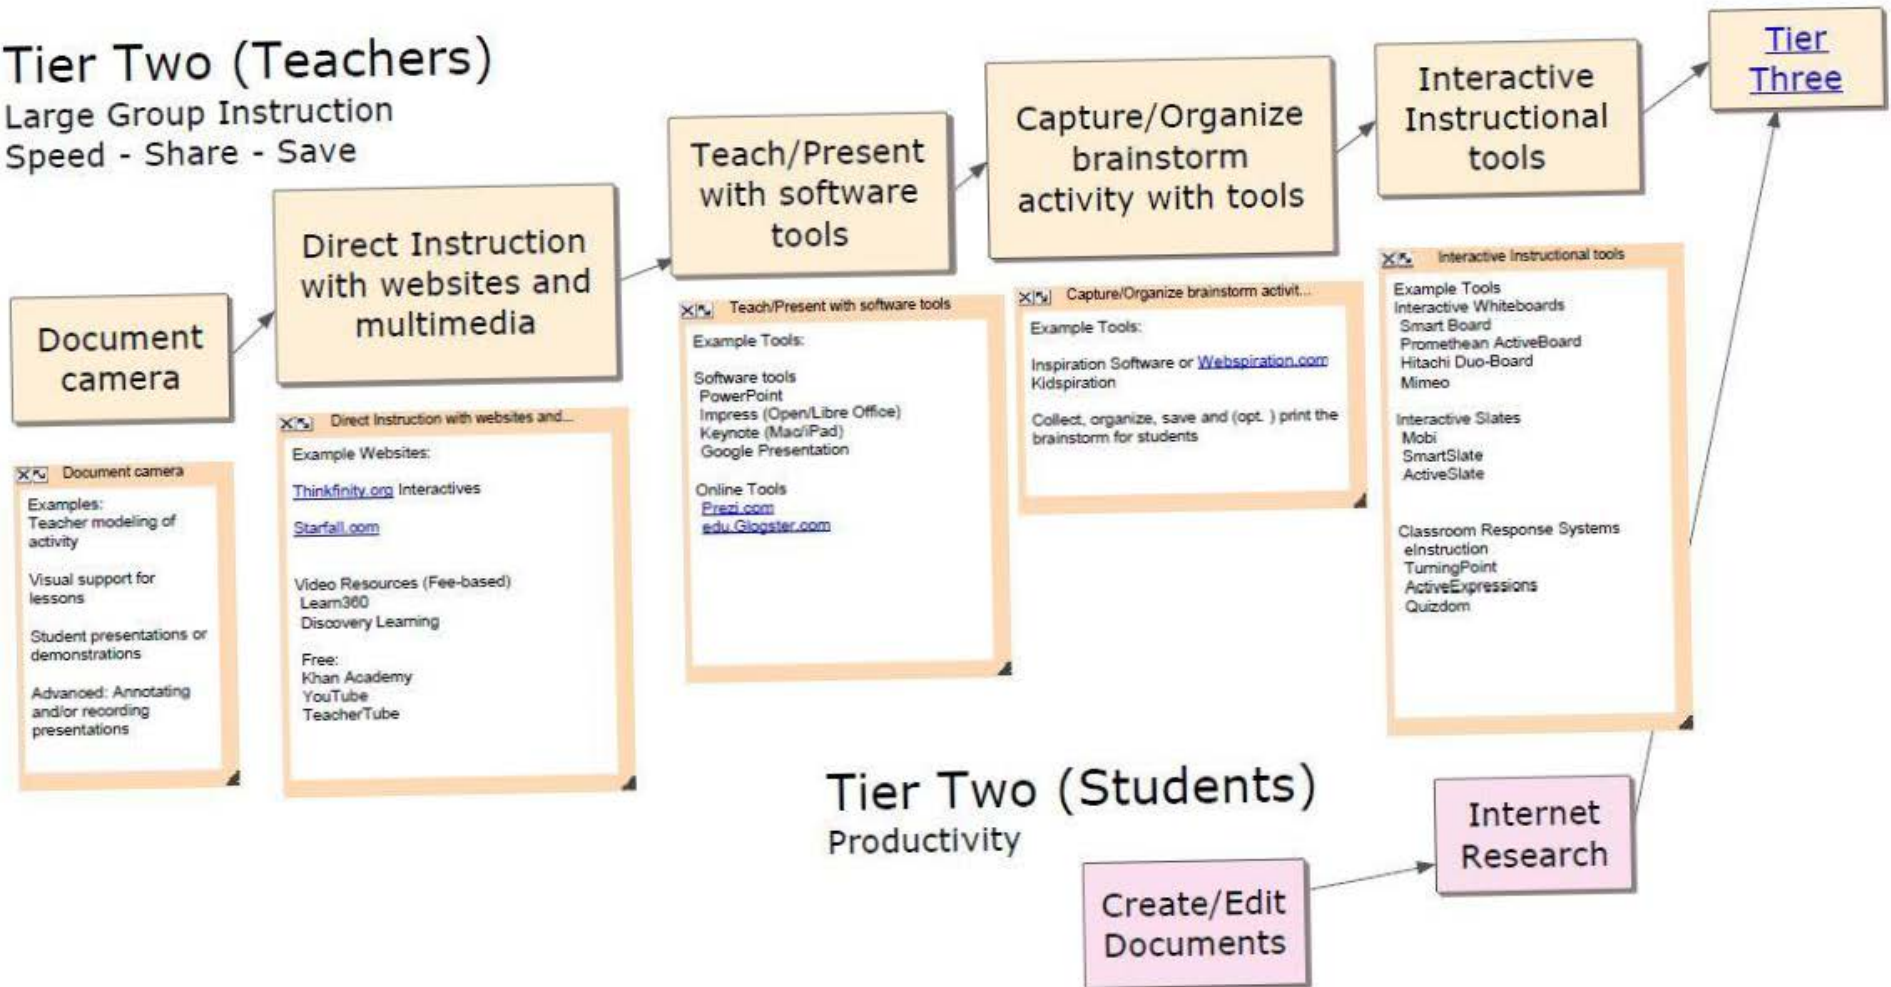 Tier Two (Teachers)
Large Group Instruction
Speed - Share - Save
Document
camera
Direct Instruction
with websites and
multimedia
Teach/Present
with software
tools
Capture/Organize
brainstorm
activity with tools
Interactive
Instructional
tools
Tier
Three
Document camera
Examples:
Teacher modeling of
activity
Visual support for
lessons
Student presentations or
demonstrations
Advanced: Annotating
and/or recording
presentations
Direct Instruction with websites and...
Example Websites:
Thinkfinity.org Interactives
Starfall.com
Video Resources (Fee-based)
Learn360
Discovery Learning
Free:
Khan Academy
YouTube
TeacherTube
Teach/Present with software tools
Example Tools:
Software tools
PowerPoint
Impress (Open/Libre Office)
Keynote (Mac/iPad)
Google Presentation
Online Tools
Prezi.com
edu.Glogster.com
Capture/Organize brainstorm activit...
Example Tools:
Inspiration Software or Webspiration.com
Kidspiration
Collect, organize, save and (opt. ) print the
brainstorm for students
Interactive Instructional tools
Example Tools
Interactive Whiteboards
Smart Board
Promethean ActiveBoard
Hitachi Duo-Board
Mimeo
Interactive Slates
Mobi
SmartSlate
ActiveSlate
Classroom Response Systems
eInstruction
TurningPoint
ActiveExpressions
Quizdom
Tier Two (Students)
Productivity
Create/Edit
Documents
Internet
Research